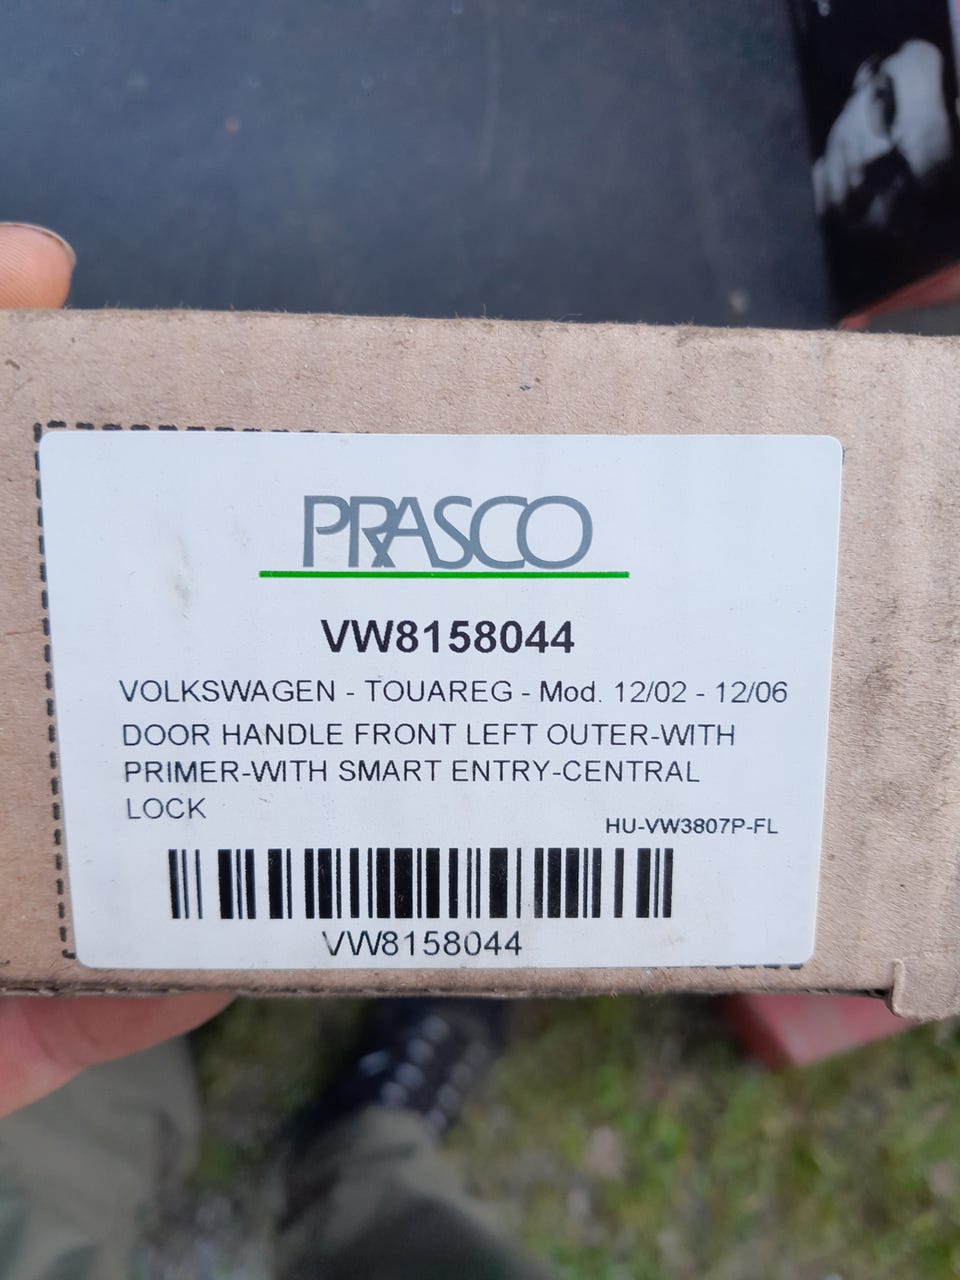 PRASCO
VW8158044
VOLKSWAGEN - TOUAREG - Mod. 12/02 - 12/06
DOOR HANDLE FRONT LEFT OUTER-WITH
PRIMER-WITH SMART ENTRY-CENTRAL
LOCK
HU-VW3807P-FL
VW8158044